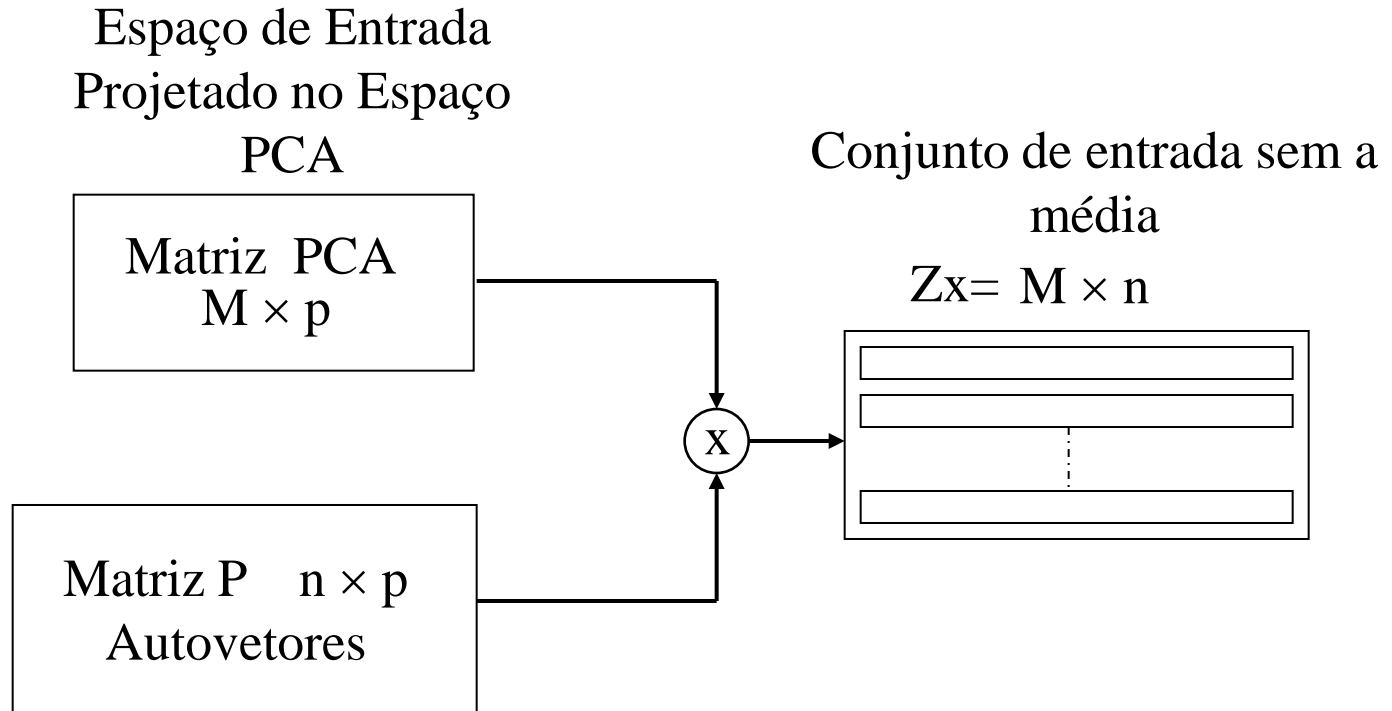 Espaço de Entrada
Projetado no Espaço
PCA
Conjunto de entrada sem a
média
Matriz PCA
M × p
Zx= M × n
x
Matriz P n × p
Autovetores